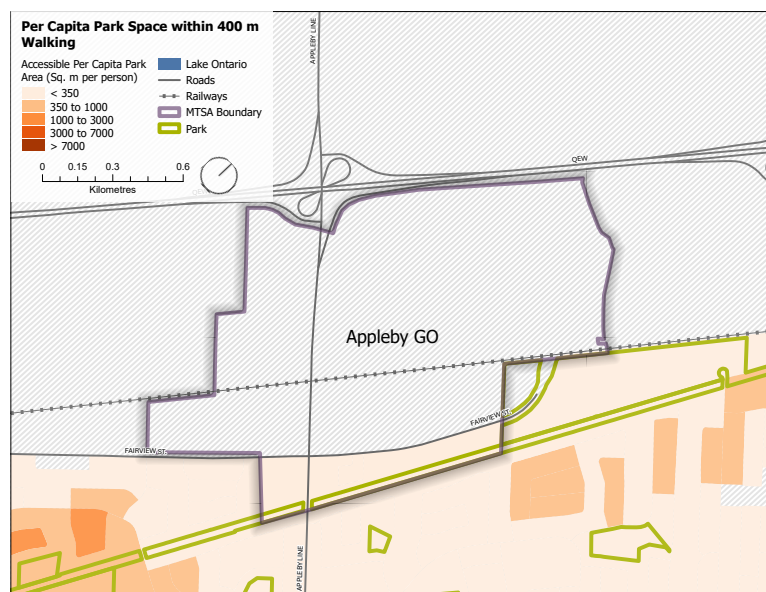 Per Capita Park Space within 400 m
Walking
Accessible Per Capita Park
Area (Sq. m per person)
< 350
350 to 1000
1000 to 3000
3000 to 7000
> 7000
Lake Ontario
Roads
Railways
MTSA Boundary
Park
0 0.15 0.3 0.6
Kilometres
APPLEBY LINE
QEW
Appleby GO
FAIRVIEW ST.
FAIRVIEW ST.
APPLEBY LINE